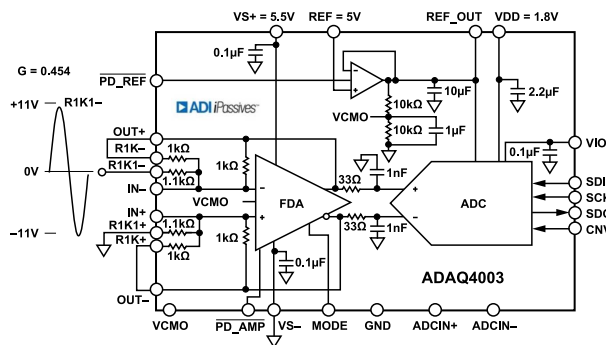 VS+ = 5.5V REF = 5V REF_OUT VDD = 1.8V
0.1µF
G = 0.454
PD_REF
ADI iPassives™
10kΩ 10µF 2.2µF
VCMO
10kΩ 1µF
+11V R1K1–
0V
–11V
OUT+
R1K–
1kΩ
R1K1–
1.1kΩ
IN–
1kΩ
VCMO
IN+
R1K1+
1.1kΩ
R1K+
1kΩ
1kΩ
OUT–
FDA
33Ω
1nF
33Ω
1nF
0.1µF
ADC
0.1µF
VIO
SDI
SCK
SDO
CNV
ADAQ4003
VCMO PD_AMP VS– MODE GND ADCIN+ ADCIN–